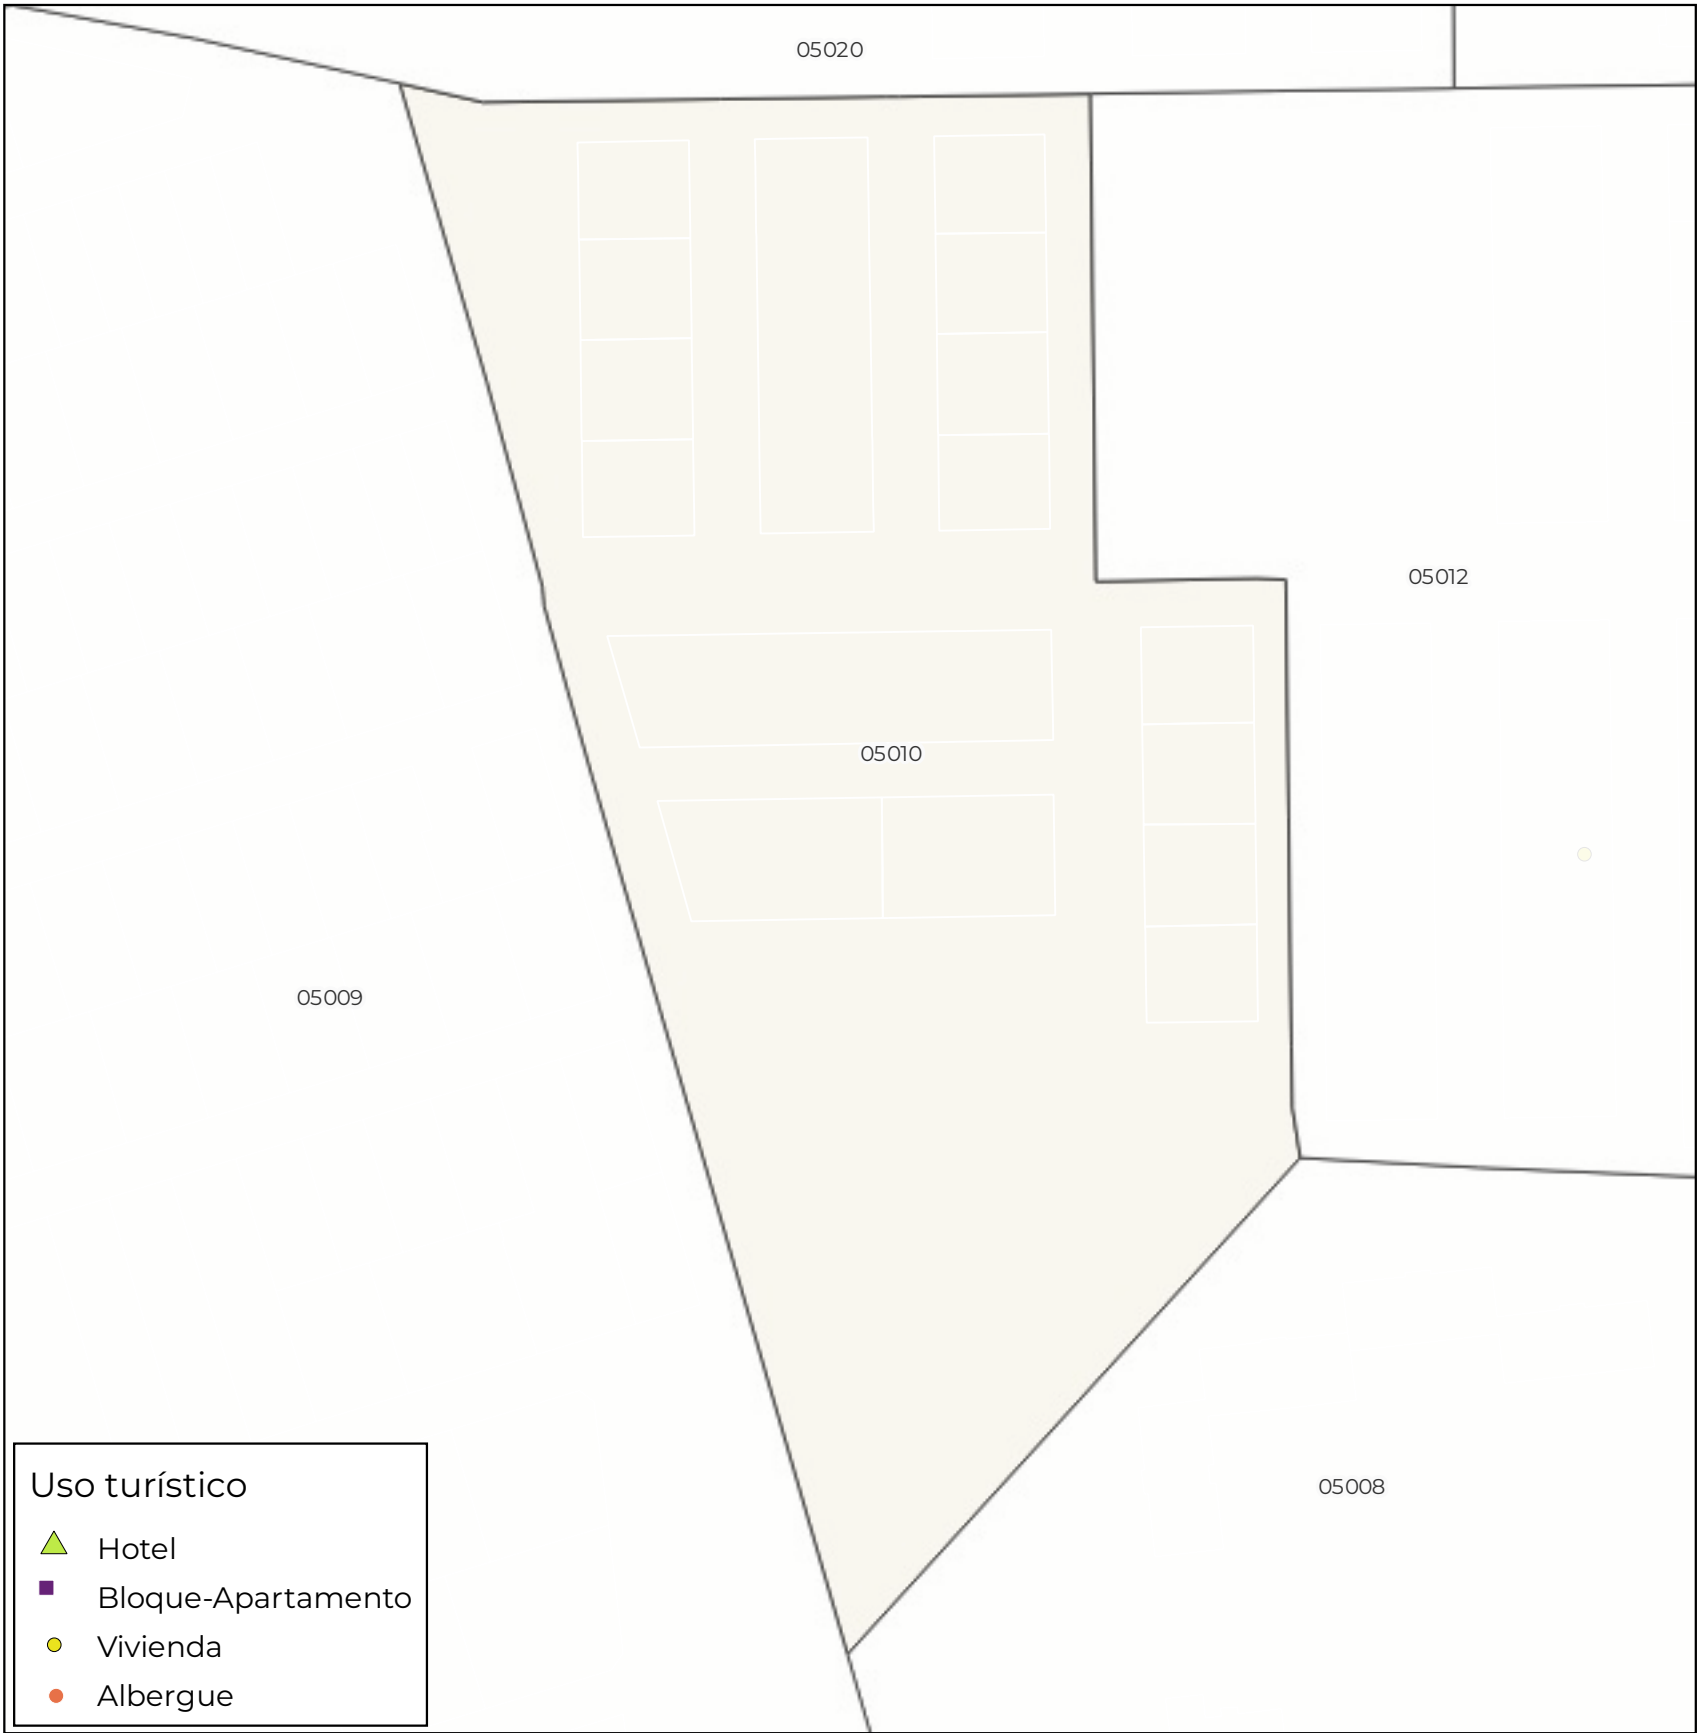 05020
05012
05010
05009
05008
Uso turístico
Hotel
Bloque-Apartamento
Vivienda
Albergue